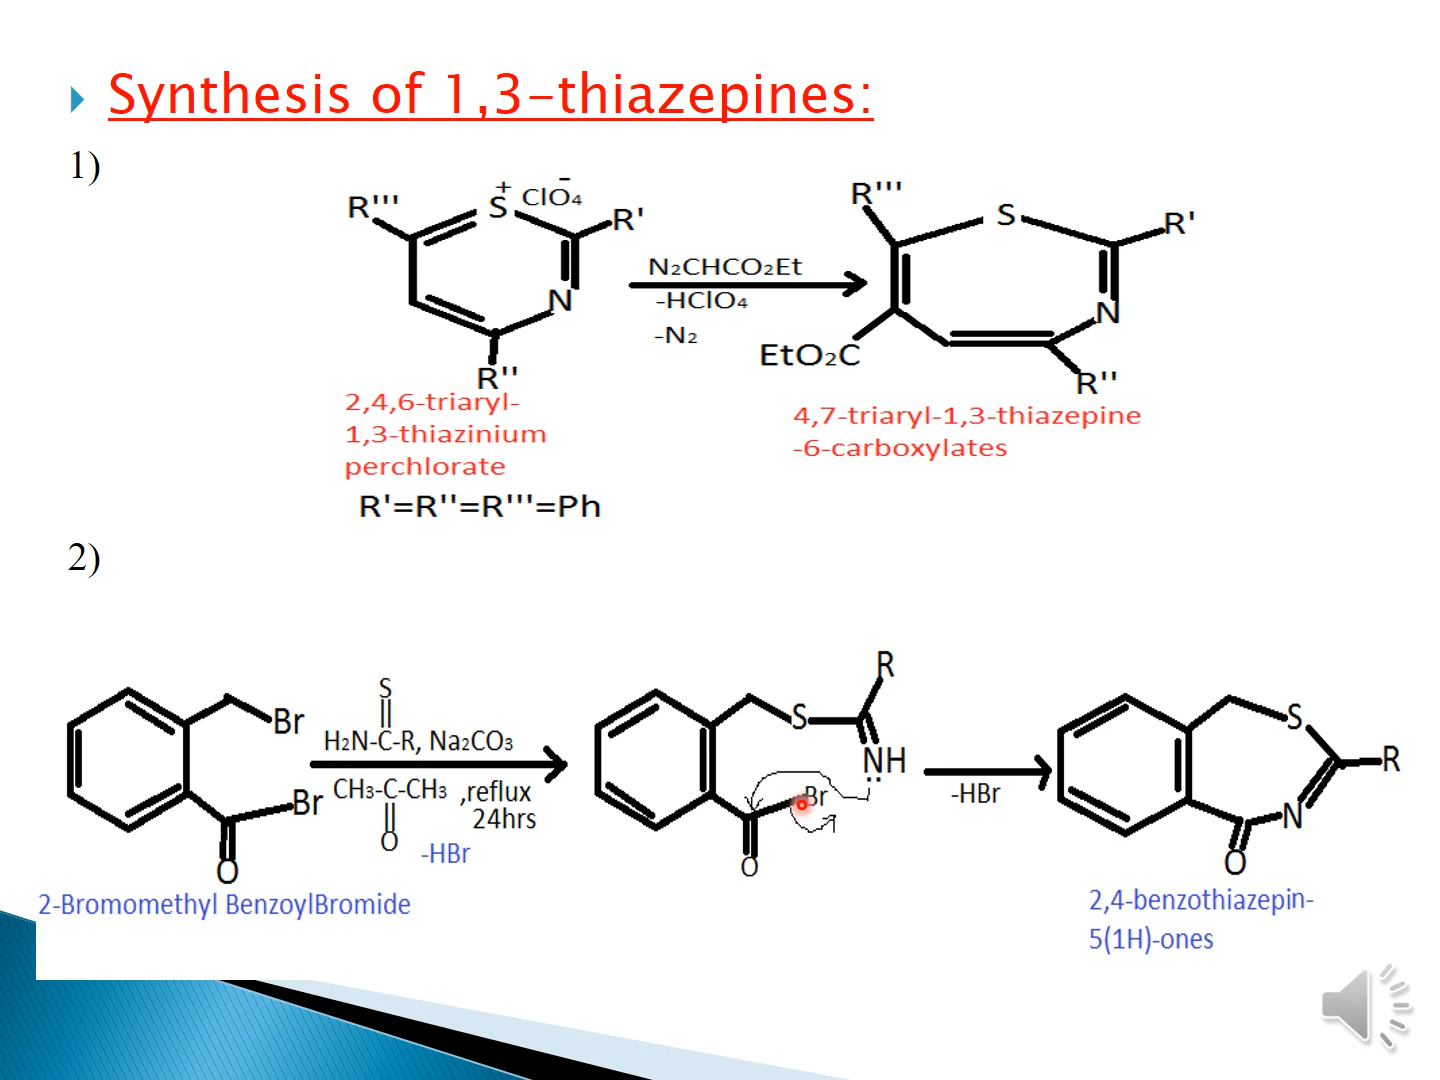 Synthesis of 1,3-thiazepines:
1)
R''' S + ClO₄ - R'
N
R''
2,4,6-triaryl-
1,3-thiazinium
perchlorate
R'=R''=R'''=Ph
N₂CHCO₂Et
-HClO₄
-N₂
R''' S R'
N
EtO₂C
R''
4,7-triaryl-1,3-thiazepine
-6-carboxylates
2)
Br
Br
O
2-Bromomethyl BenzoylBromide
S
H₂N-C-R, Na₂CO₃
CH₃-C-CH₃ ,reflux
24hrs
O
-HBr
R
S
NH
Br
O
-HBr
S
R
N
O
2,4-benzothiazepin-
5(1H)-ones